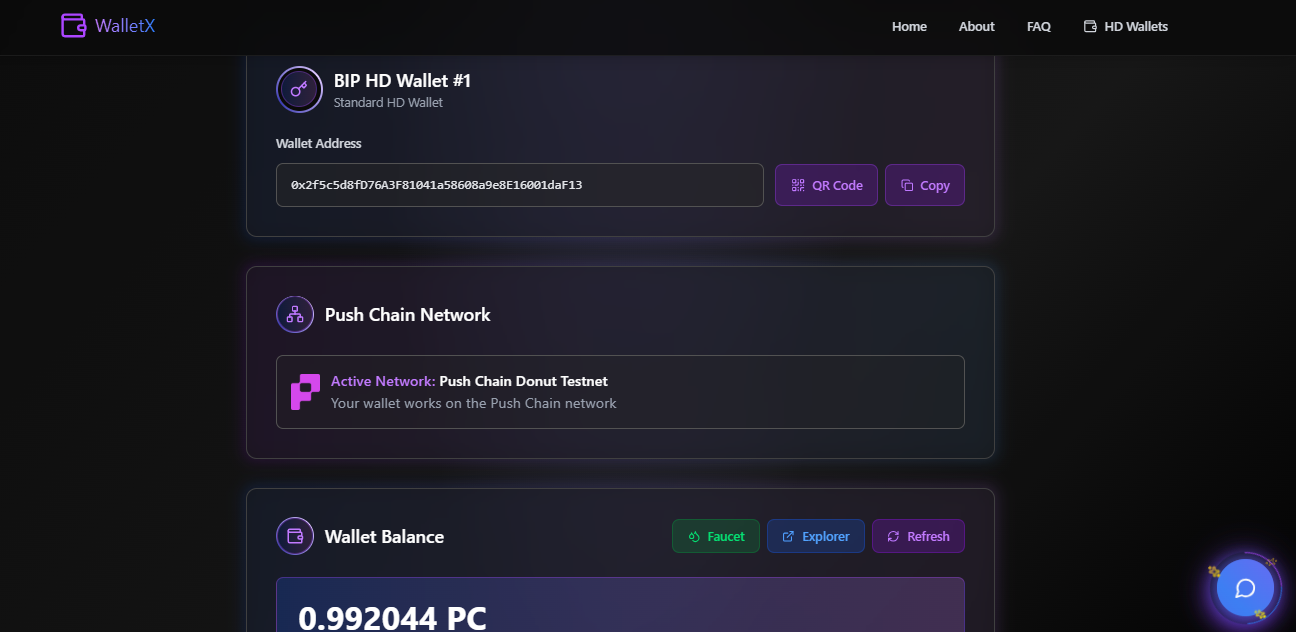 WalletX
Home About FAQ HD Wallets
BIP HD Wallet #1
Standard HD Wallet
Wallet Address
0x2f5c5d8fD76A3F81041a58608a9e8E16001daF13
QR Code Copy
Push Chain Network
Active Network: Push Chain Donut Testnet
Your wallet works on the Push Chain network
Wallet Balance
Faucet Explorer Refresh
0.992044 PC